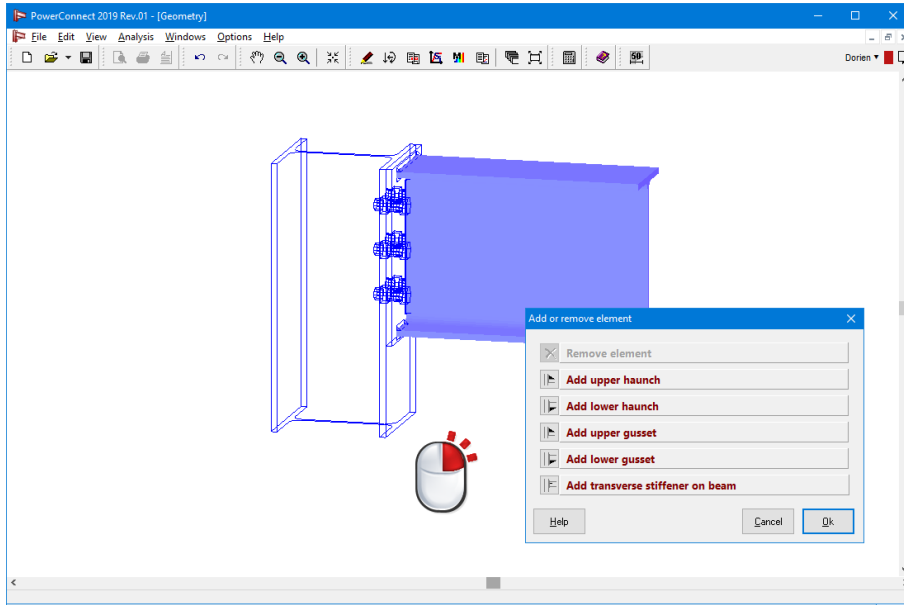 PowerConnect 2019 Rev.01 - [Geometry]
File Edit View Analysis Windows Options Help
50
Dorien
Add or remove element
Remove element
Add upper haunch
Add lower haunch
Add upper gusset
Add lower gusset
Add transverse stiffener on beam
Help Cancel Ok